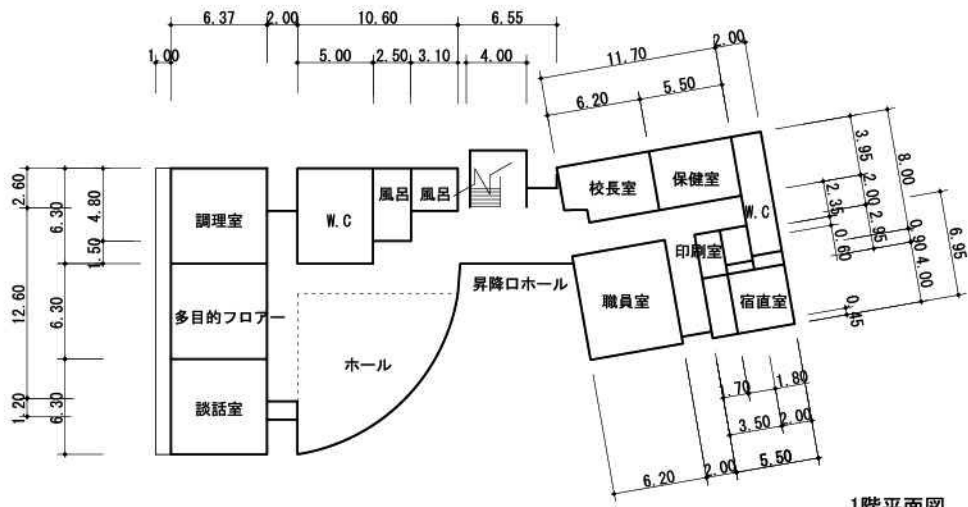 6.37 2.00 10.60 6.55
1.00 5.00 2.50 3.10 4.00
11.70 2.00
6.20 5.50
2.60 6.30 4.80
1.50
12.60 6.30
1.20 6.30
3.95 8.00
2.35 2.00
0.60 2.95 6.95
0.90 4.00
0.45
調理室
W.C
風呂
風呂
校長室
保健室
W.C
印刷室
多目的フロアー
昇降口ホール
職員室
宿直室
ホール
談話室
1.70 1.80
3.50 2.00
6.20 2.00 5.50
1階平面図